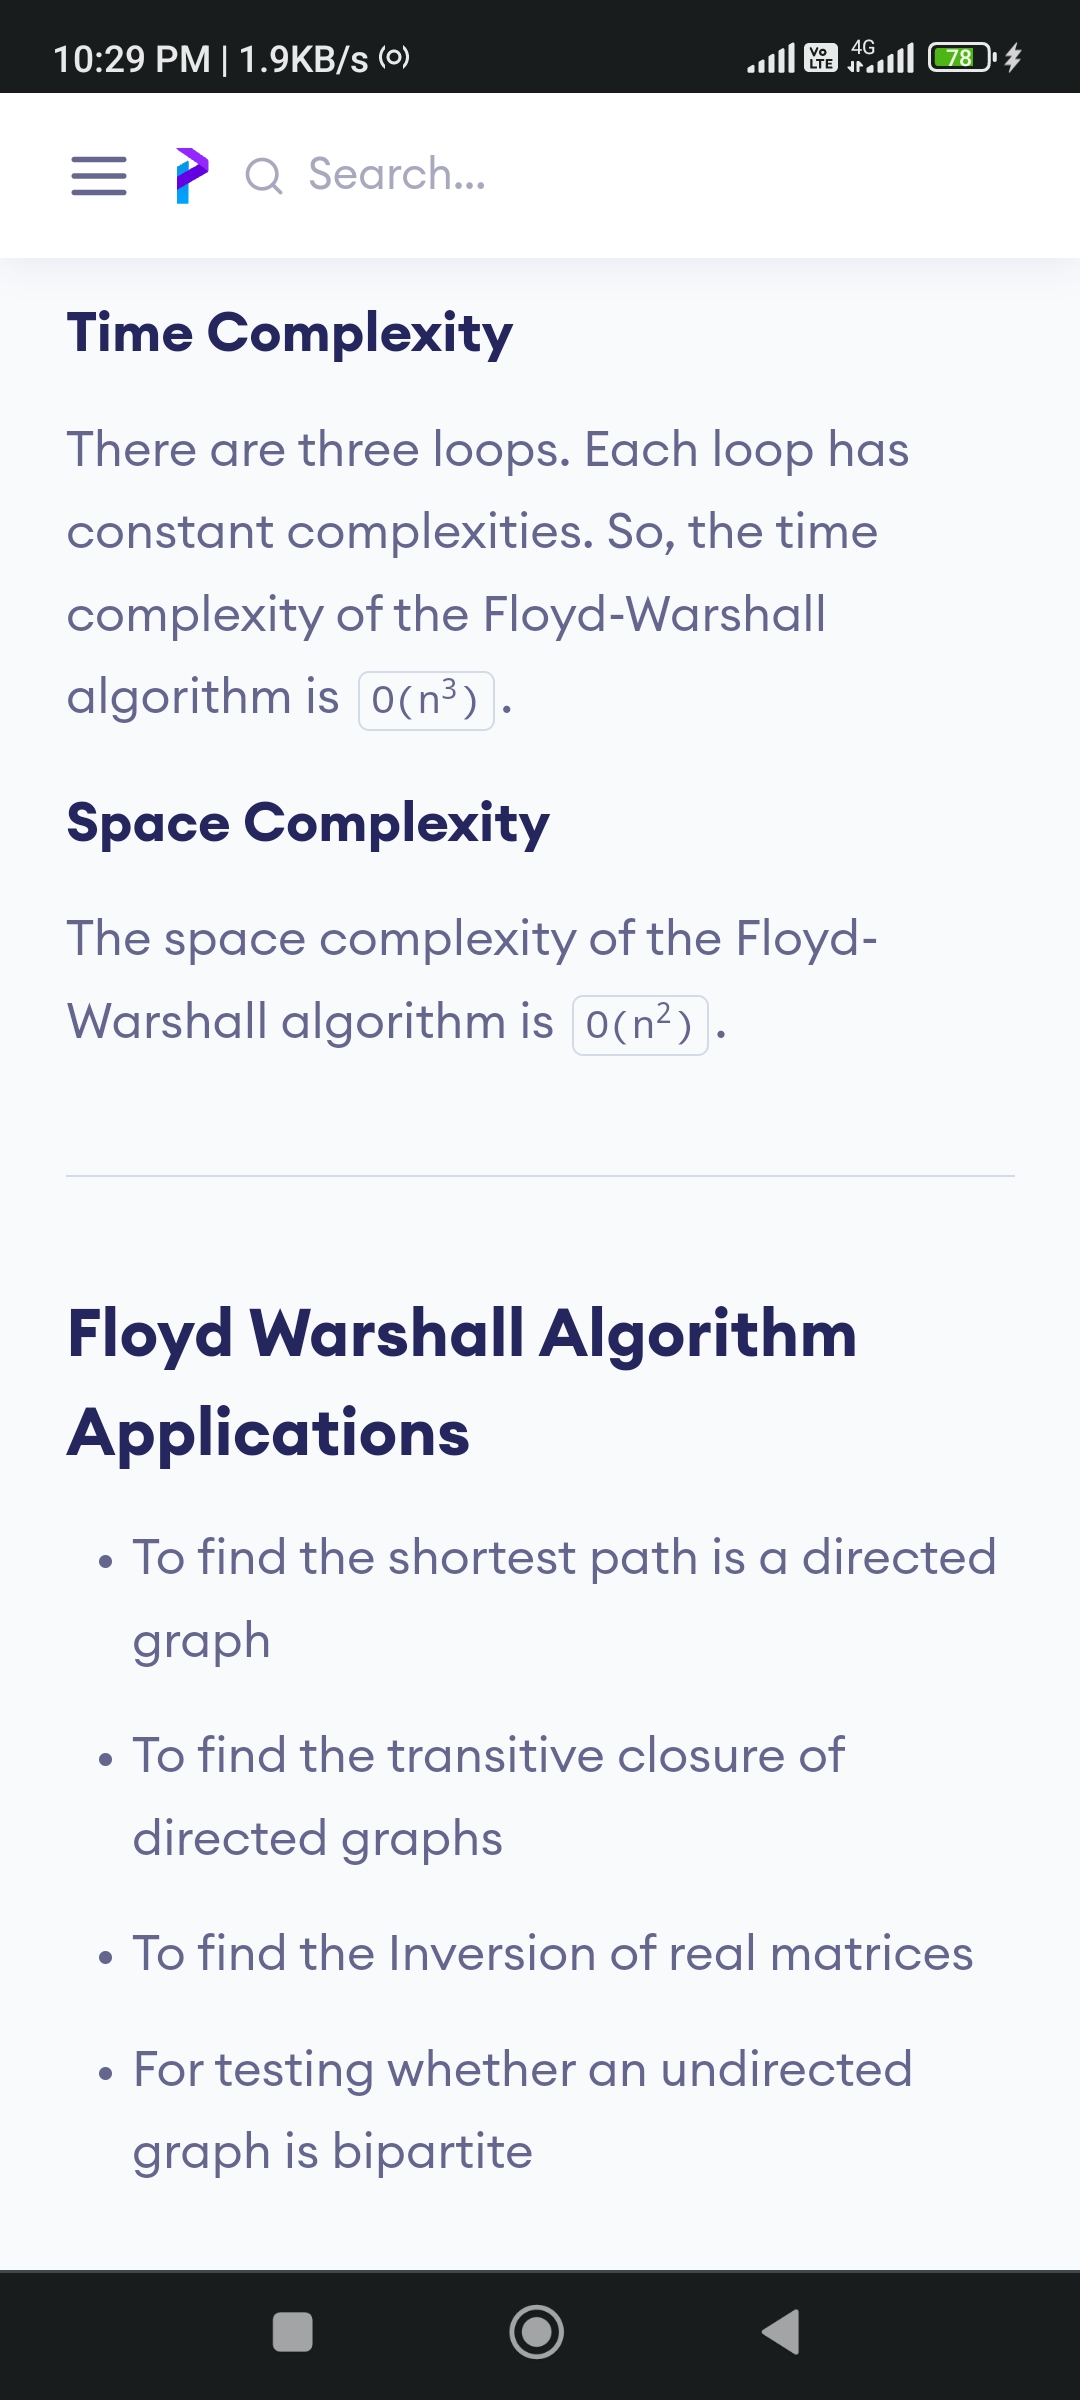 10:29 PM | 1.9KB/s
Vo LTE 4G 78
Search...
Time Complexity
There are three loops. Each loop has
constant complexities. So, the time
complexity of the Floyd-Warshall
algorithm is O(n³).
Space Complexity
The space complexity of the Floyd-
Warshall algorithm is O(n²).
Floyd Warshall Algorithm
Applications
• To find the shortest path is a directed
graph
• To find the transitive closure of
directed graphs
• To find the Inversion of real matrices
• For testing whether an undirected
graph is bipartite